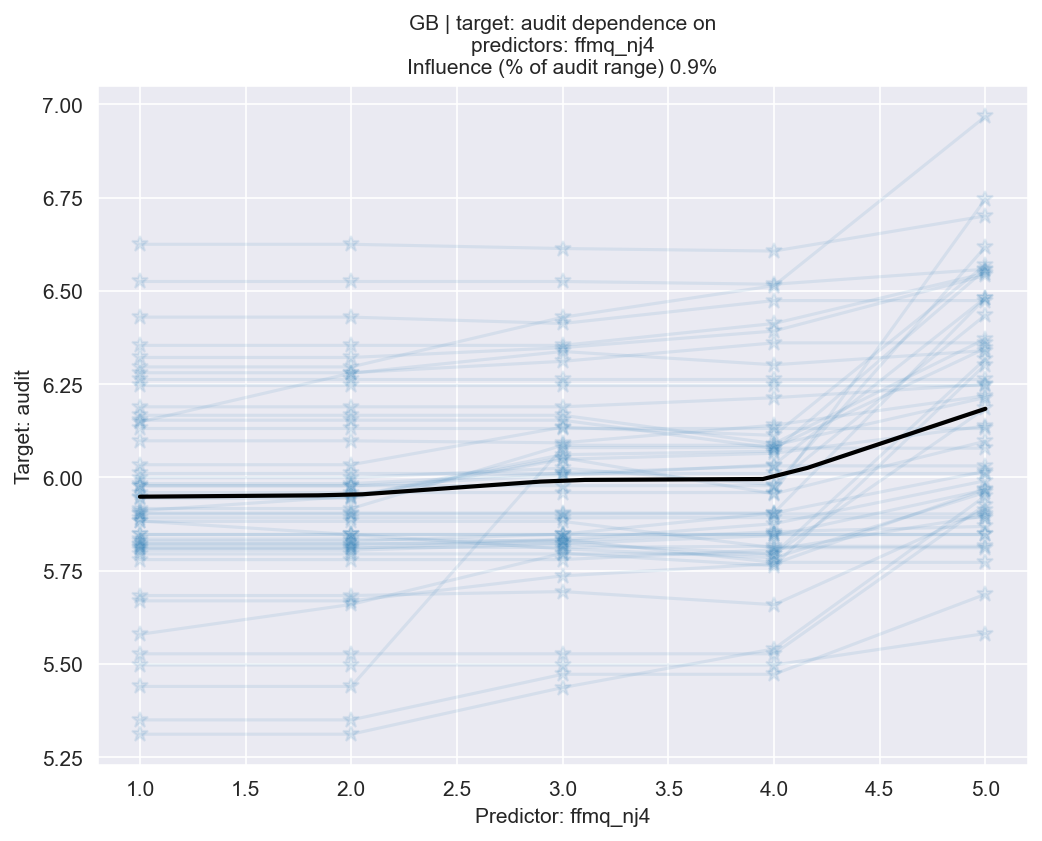 GB | target: audit dependence on
predictors: ffmq_nj4
Influence (% of audit range) 0.9%
7.00
6.75
6.50
6.25
6.00
5.75
5.50
5.25
Target: audit
1.0 1.5 2.0 2.5 3.0 3.5 4.0 4.5 5.0
Predictor: ffmq_nj4